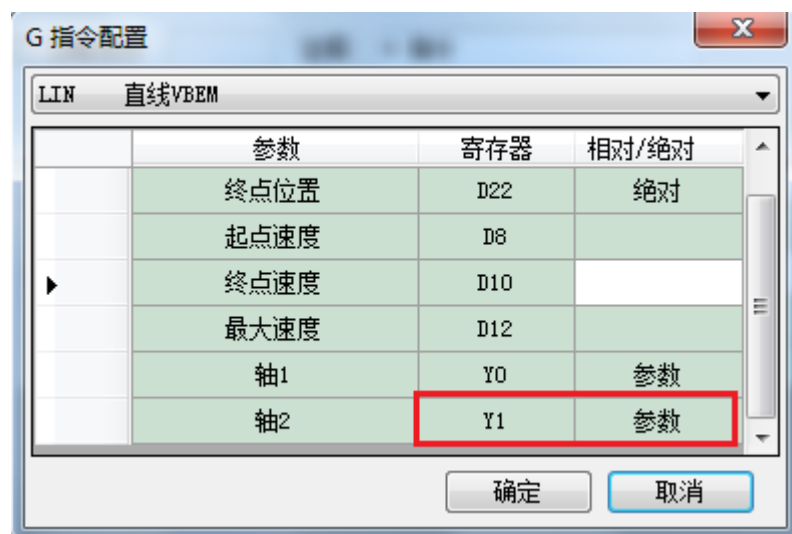 G 指令配置
LIN 直线VBEM
参数 寄存器 相对/绝对
终点位置 D22 绝对
起点速度 D8
终点速度 D10
最大速度 D12
轴1 Y0 参数
轴2 Y1 参数
确定 取消